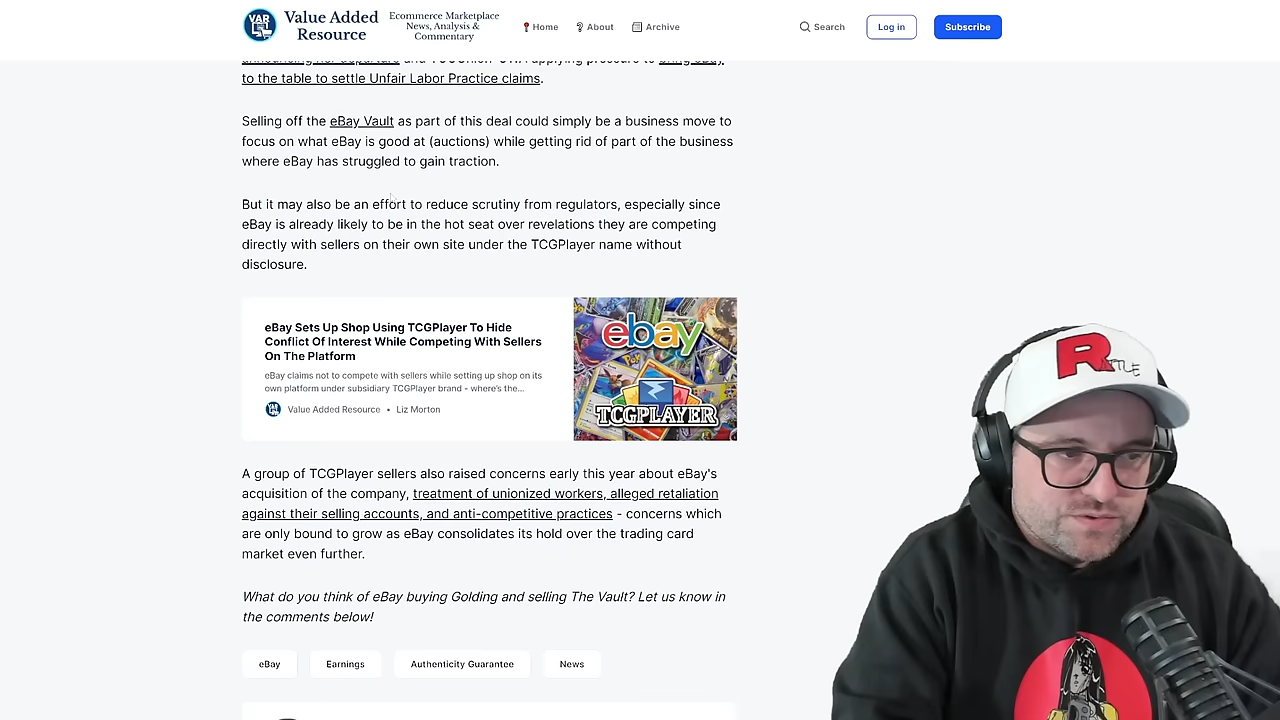 Value Added
Resource
Ecommerce Marketplace
News, Analysis &
Commentary
Home
About
Archive
Search
Log in
Subscribe
to the table to settle Unfair Labor Practice claims.
Selling off the eBay Vault as part of this deal could simply be a business move to
focus on what eBay is good at (auctions) while getting rid of part of the business
where eBay has struggled to gain traction.
But it may also be an effort to reduce scrutiny from regulators, especially since
eBay is already likely to be in the hot seat over revelations they are competing
directly with sellers on their own site under the TCGPlayer name without
disclosure.
eBay Sets Up Shop Using TCGPlayer To Hide
Conflict Of Interest While Competing With Sellers
On The Platform
eBay claims not to compete with sellers while setting up shop on its
own platform under subsidiary TCGPlayer brand - where's the...
Value Added Resource • Liz Morton
ebay
TCGPLAYER
A group of TCGPlayer sellers also raised concerns early this year about eBay's
acquisition of the company, treatment of unionized workers, alleged retaliation
against their selling accounts, and anti-competitive practices - concerns which
are only bound to grow as eBay consolidates its hold over the trading card
market even further.
What do you think of eBay buying Golding and selling The Vault? Let us know in
the comments below!
eBay
Earnings
Authenticity Guarantee
News